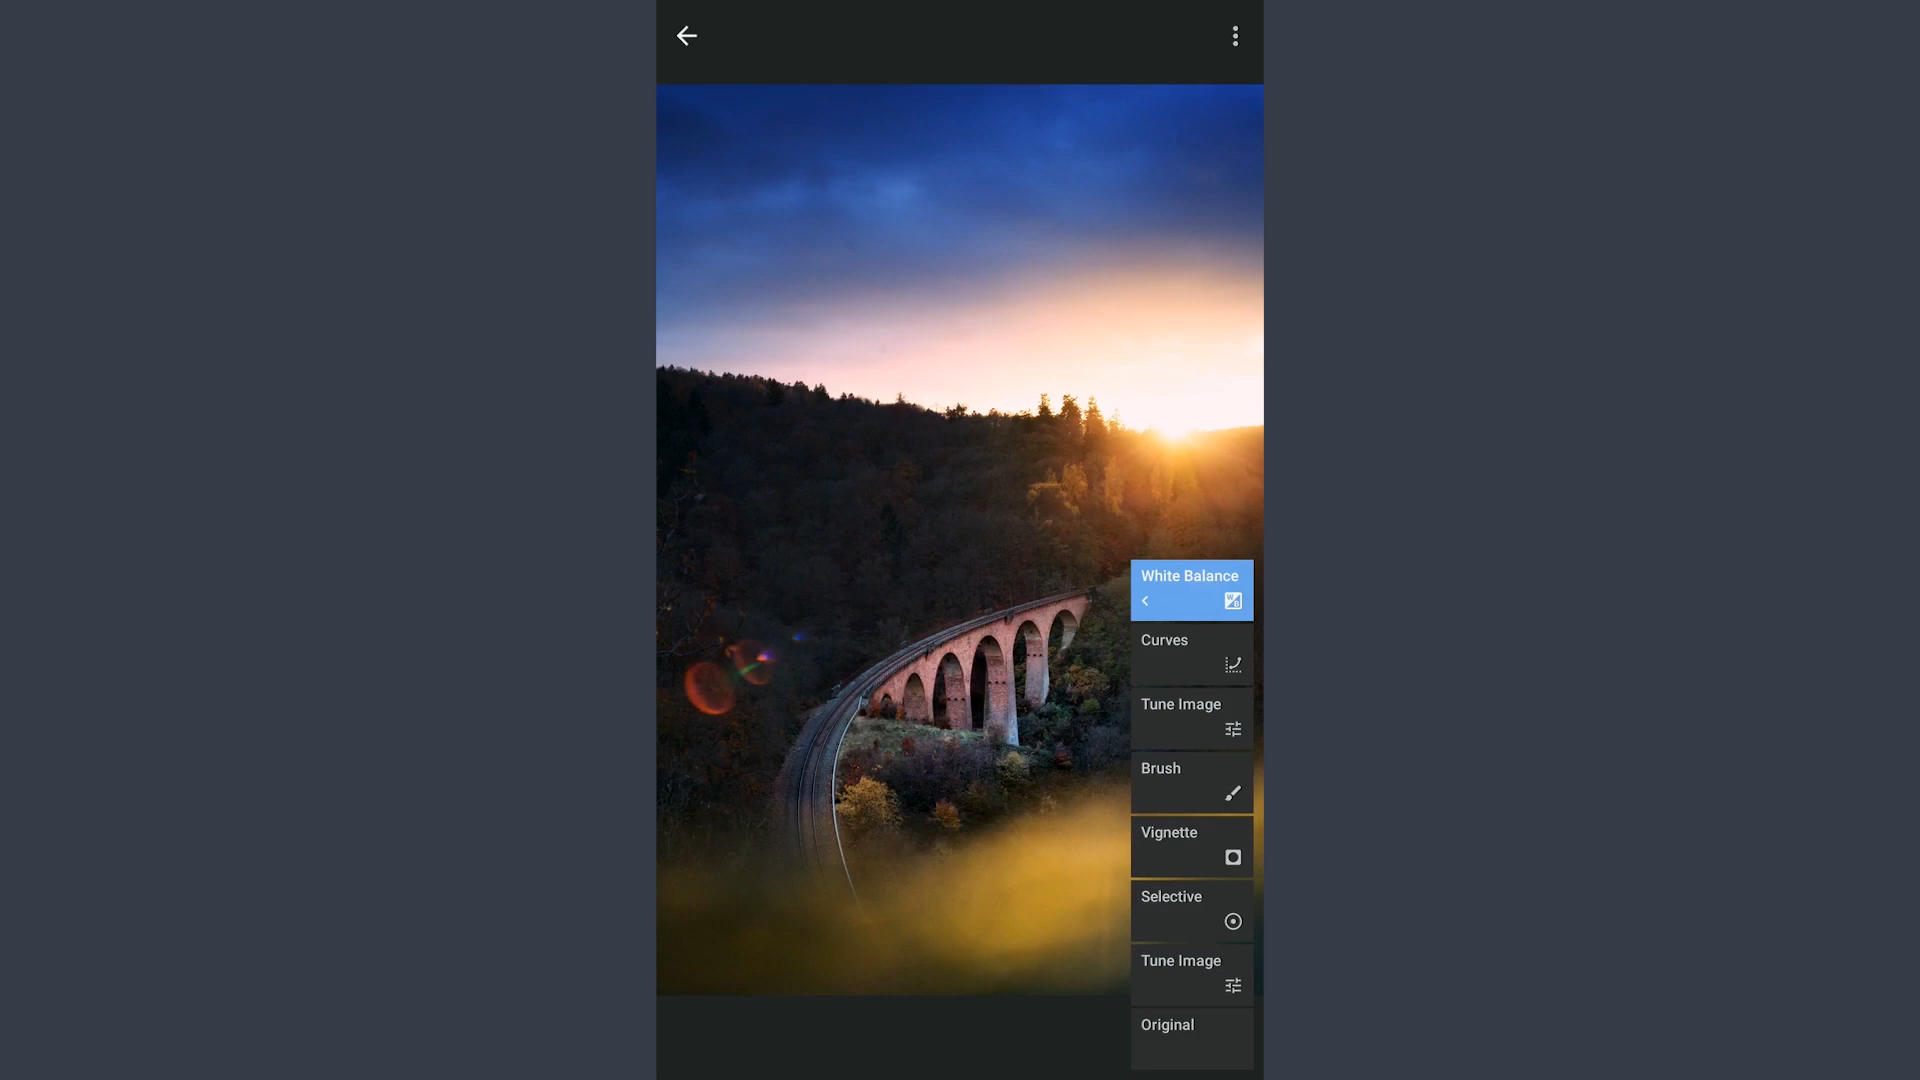 White Balance
Curves
Tune Image
Brush
Vignette
Selective
Tune Image
Original